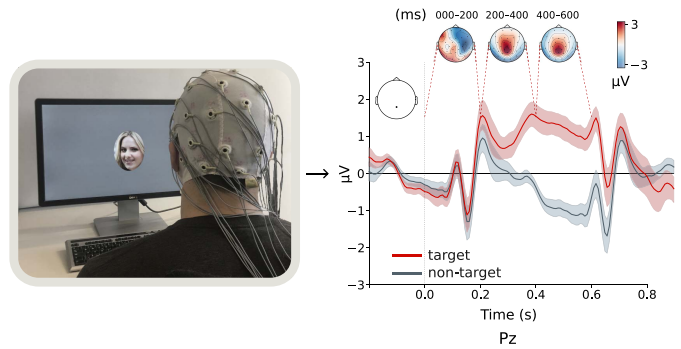 (ms) 000–200 200–400 400–600
3
−3
μV
3
2
1
0
−1
−2
−3
μV
target
non-target
0.0 0.2 0.4 0.6 0.8
Time (s)
Pz